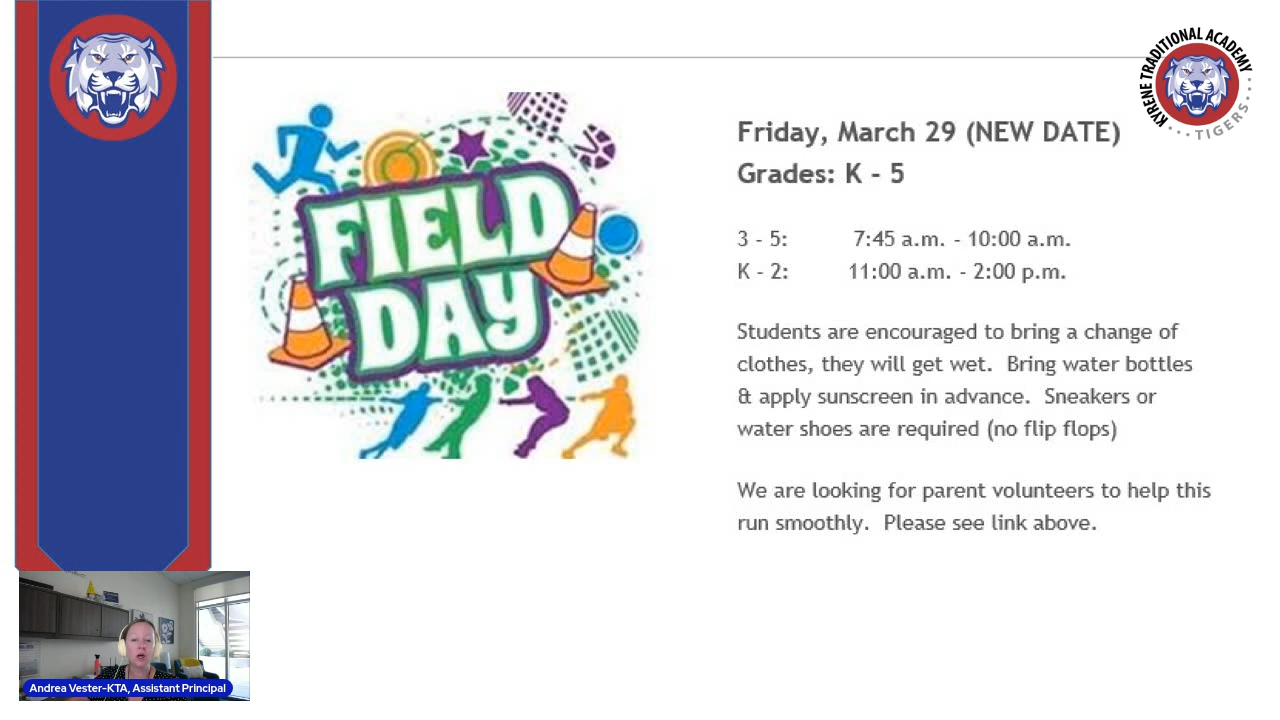 KYRENE TRADITIONAL ACADEMY
TIGERS
FIELD
DAY
Friday, March 29 (NEW DATE)
Grades: K - 5
3 - 5: 7:45 a.m. - 10:00 a.m.
K - 2: 11:00 a.m. - 2:00 p.m.
Students are encouraged to bring a change of
clothes, they will get wet. Bring water bottles
& apply sunscreen in advance. Sneakers or
water shoes are required (no flip flops)
We are looking for parent volunteers to help this
run smoothly. Please see link above.
Andrea Vester-KTA, Assistant Principal